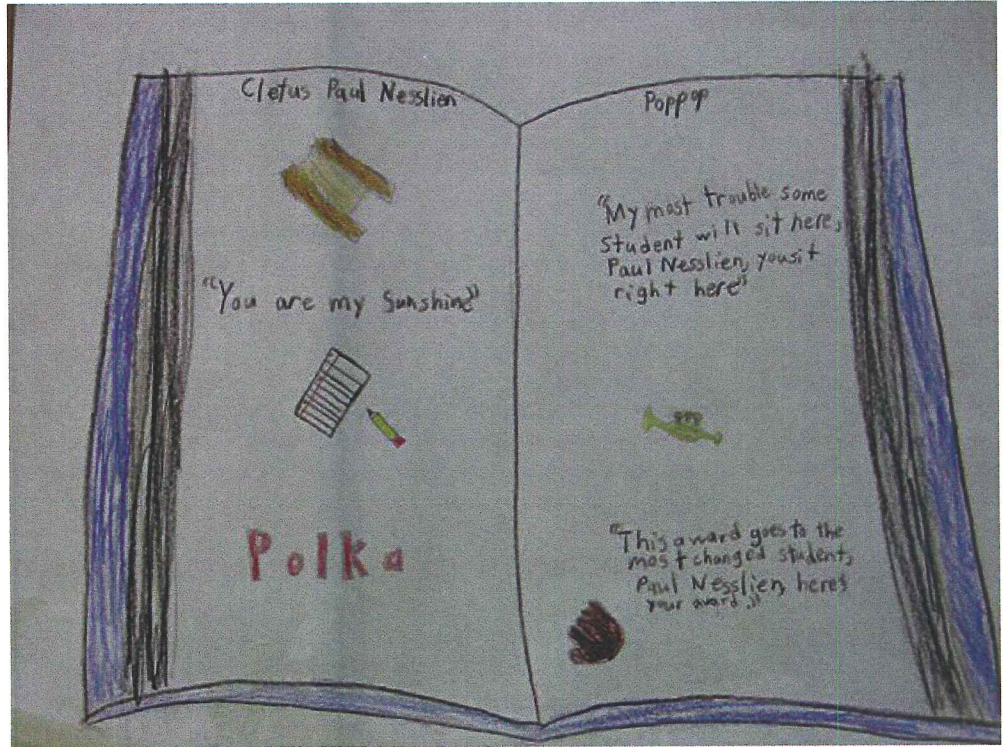 Cletus Paul Nesslien
"You are my Sunshine"
Polka
Poppop
"My most trouble some
student will sit here,
Paul Nesslien, you sit
right here"
"This award goes to the
most changed student,
Paul Nesslien, here's
your award."